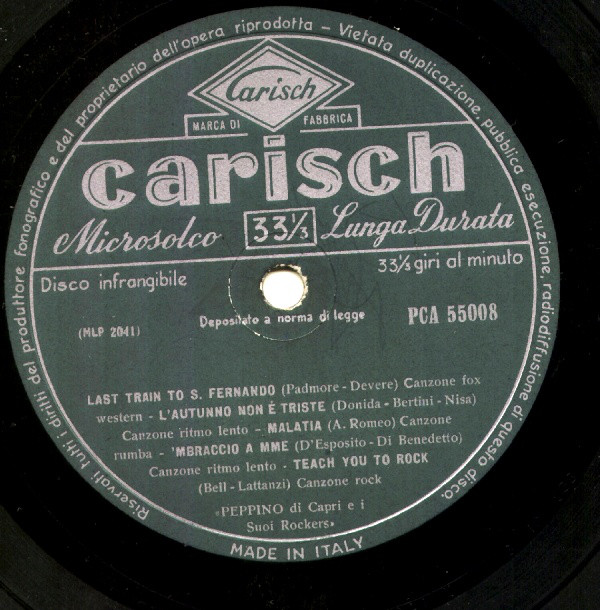 Riservati tutti i diritti del produttore fonografico e del proprietario dell'opera riprodotta - Vietata duplicazione, pubblica esecuzione, radiodiffusione di questo disco.
Carisch
MARCA DI FABBRICA
carisch
Microsolco 33⅓ Lunga Durata
Disco infrangibile
33⅓ giri al minuto
Depositato a norma di legge
(MLP 2041)
PCA 55008
LAST TRAIN TO S. FERNANDO (Padmore - Devere) Canzone fox
western - L'AUTUNNO NON È TRISTE (Donida - Bertini - Nisa)
Canzone ritmo lento - MALATIA (A. Romeo) Canzone
rumba - 'MBRACCIO A MME (D'Esposito - Di Benedetto)
Canzone ritmo lento - TEACH YOU TO ROCK
(Bell - Lattanzi) Canzone rock
«PEPPINO di Capri e i
Suoi Rockers»
MADE IN ITALY